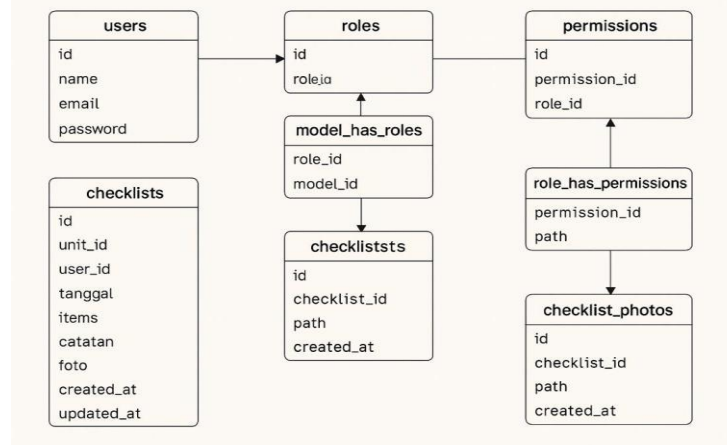 users
id
name
email
password
roles
id
role_ia
permissions
id
permission_id
role_id
model_has_roles
role_id
model_id
role_has_permissions
permission_id
path
checklists
id
unit_id
user_id
tanggal
items
catatan
foto
created_at
updated_at
checkliststs
id
checklist_id
path
created_at
checklist_photos
id
checklist_id
path
created_at